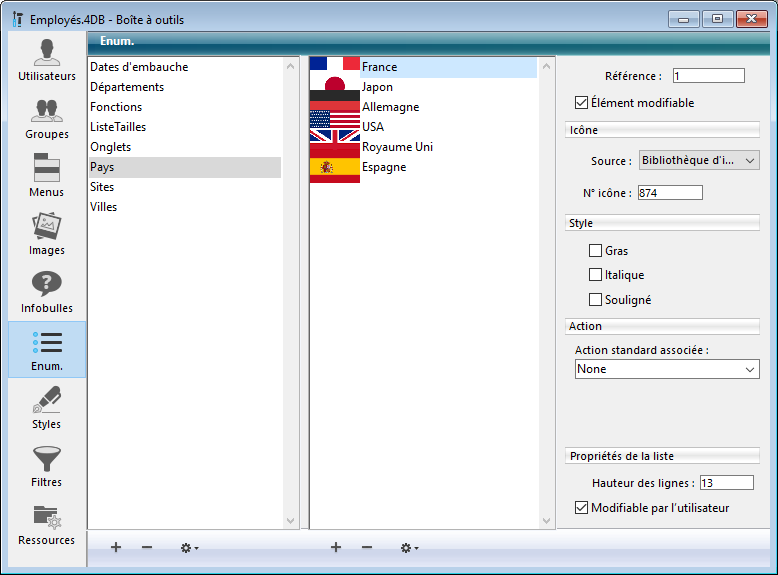 Employés.4DB - Boîte à outils
Enum.
Utilisateurs
Groupes
Menus
Images
Infobulles
Enum.
Styles
Filtres
Ressources
Dates d'embauche
Départements
Fonctions
ListeTailles
Onglets
Pays
Sites
Villes
France
Japon
Allemagne
USA
Royaume Uni
Espagne
Référence : 1
Élément modifiable
Icône
Source : Bibliothèque d'i...
N° icône : 874
Style
Gras
Italique
Souligné
Action
Action standard associée :
None
Propriétés de la liste
Hauteur des lignes : 13
Modifiable par l'utilisateur